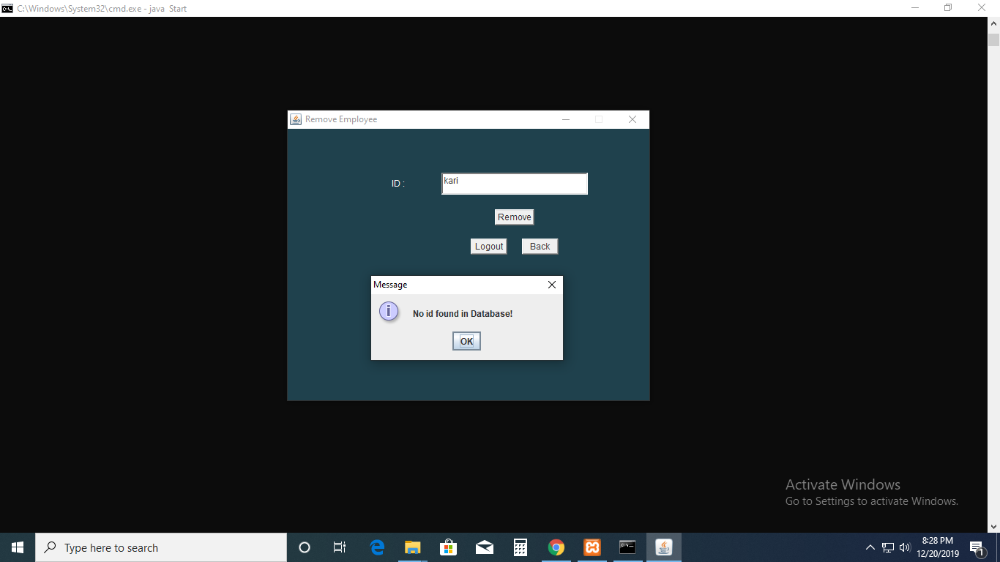 C:\Windows\System32\cmd.exe - java Start
Remove Employee
ID :
kari
Remove
Logout
Back
Message
No id found in Database!
OK
Activate Windows
Go to Settings to activate Windows.
Type here to search
8:28 PM
12/20/2019
1